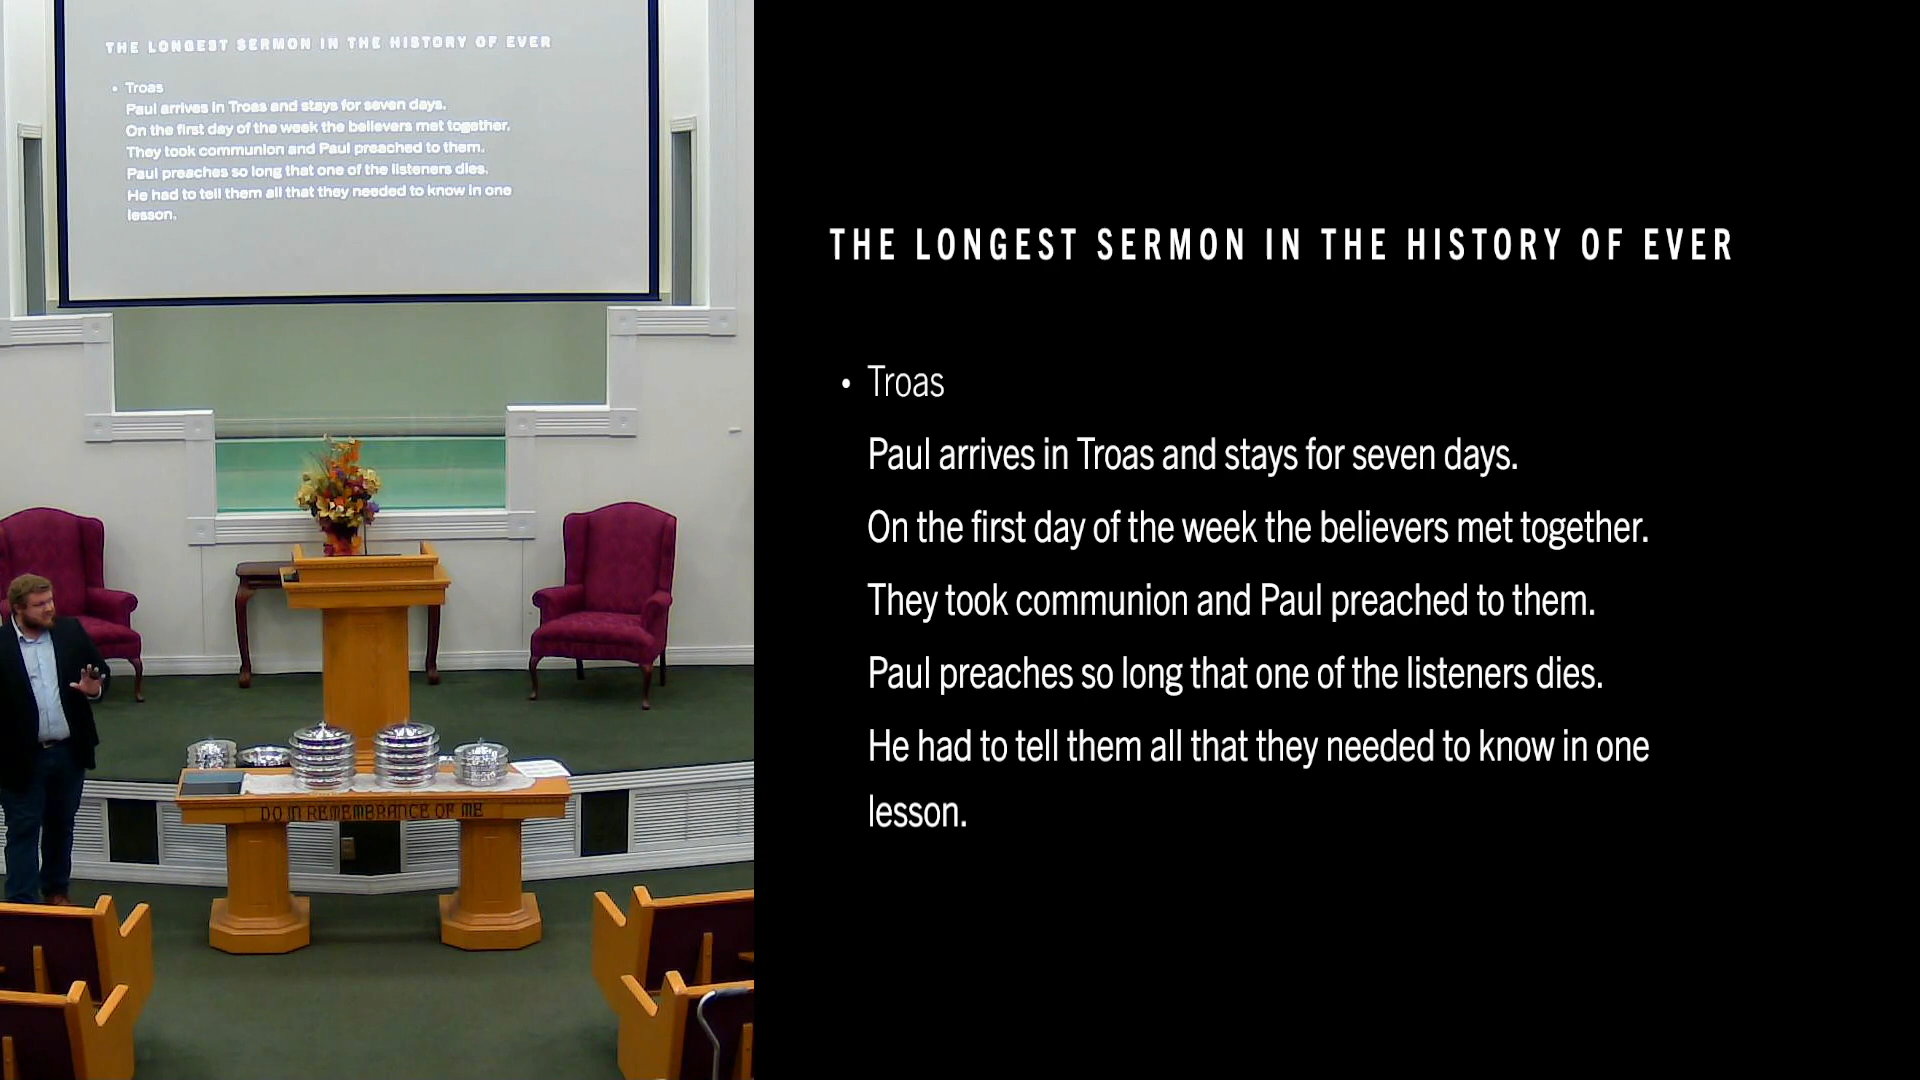 THE LONGEST SERMON IN THE HISTORY OF EVER
• Troas
Paul arrives in Troas and stays for seven days.
On the first day of the week the believers met together.
They took communion and Paul preached to them.
Paul preaches so long that one of the listeners dies.
He had to tell them all that they needed to know in one
lesson.
DO IN REMEMBRANCE OF ME
THE LONGEST SERMON IN THE HISTORY OF EVER
• Troas
Paul arrives in Troas and stays for seven days.
On the first day of the week the believers met together.
They took communion and Paul preached to them.
Paul preaches so long that one of the listeners dies.
He had to tell them all that they needed to know in one
lesson.